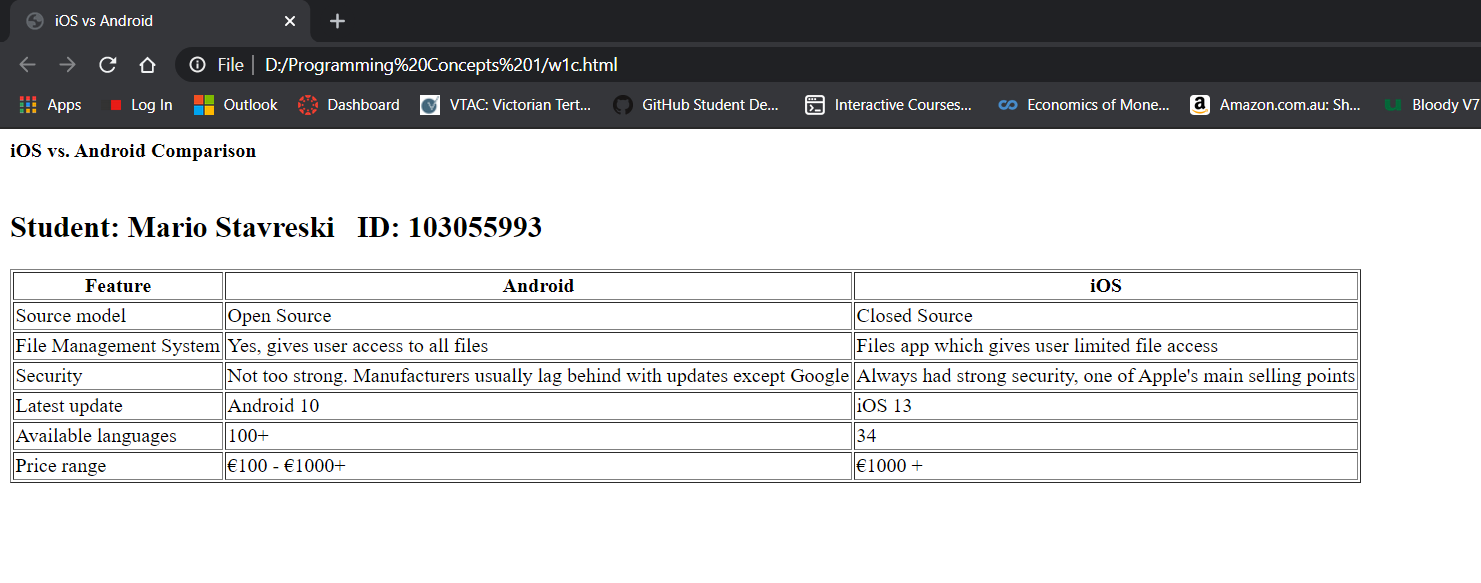 iOS vs Android
File D:/Programming%20Concepts%201/w1c.html
Apps Log In Outlook Dashboard VTAC: Victorian Tert... GitHub Student De... Interactive Courses... Economics of Mone... Amazon.com.au: Sh... Bloody V7
iOS vs. Android Comparison
Student: Mario Stavreski ID: 103055993
Feature Android iOS
Source model Open Source Closed Source
File Management System Yes, gives user access to all files Files app which gives user limited file access
Security Not too strong. Manufacturers usually lag behind with updates except Google Always had strong security, one of Apple's main selling points
Latest update Android 10 iOS 13
Available languages 100+ 34
Price range €100 - €1000+ €1000 +